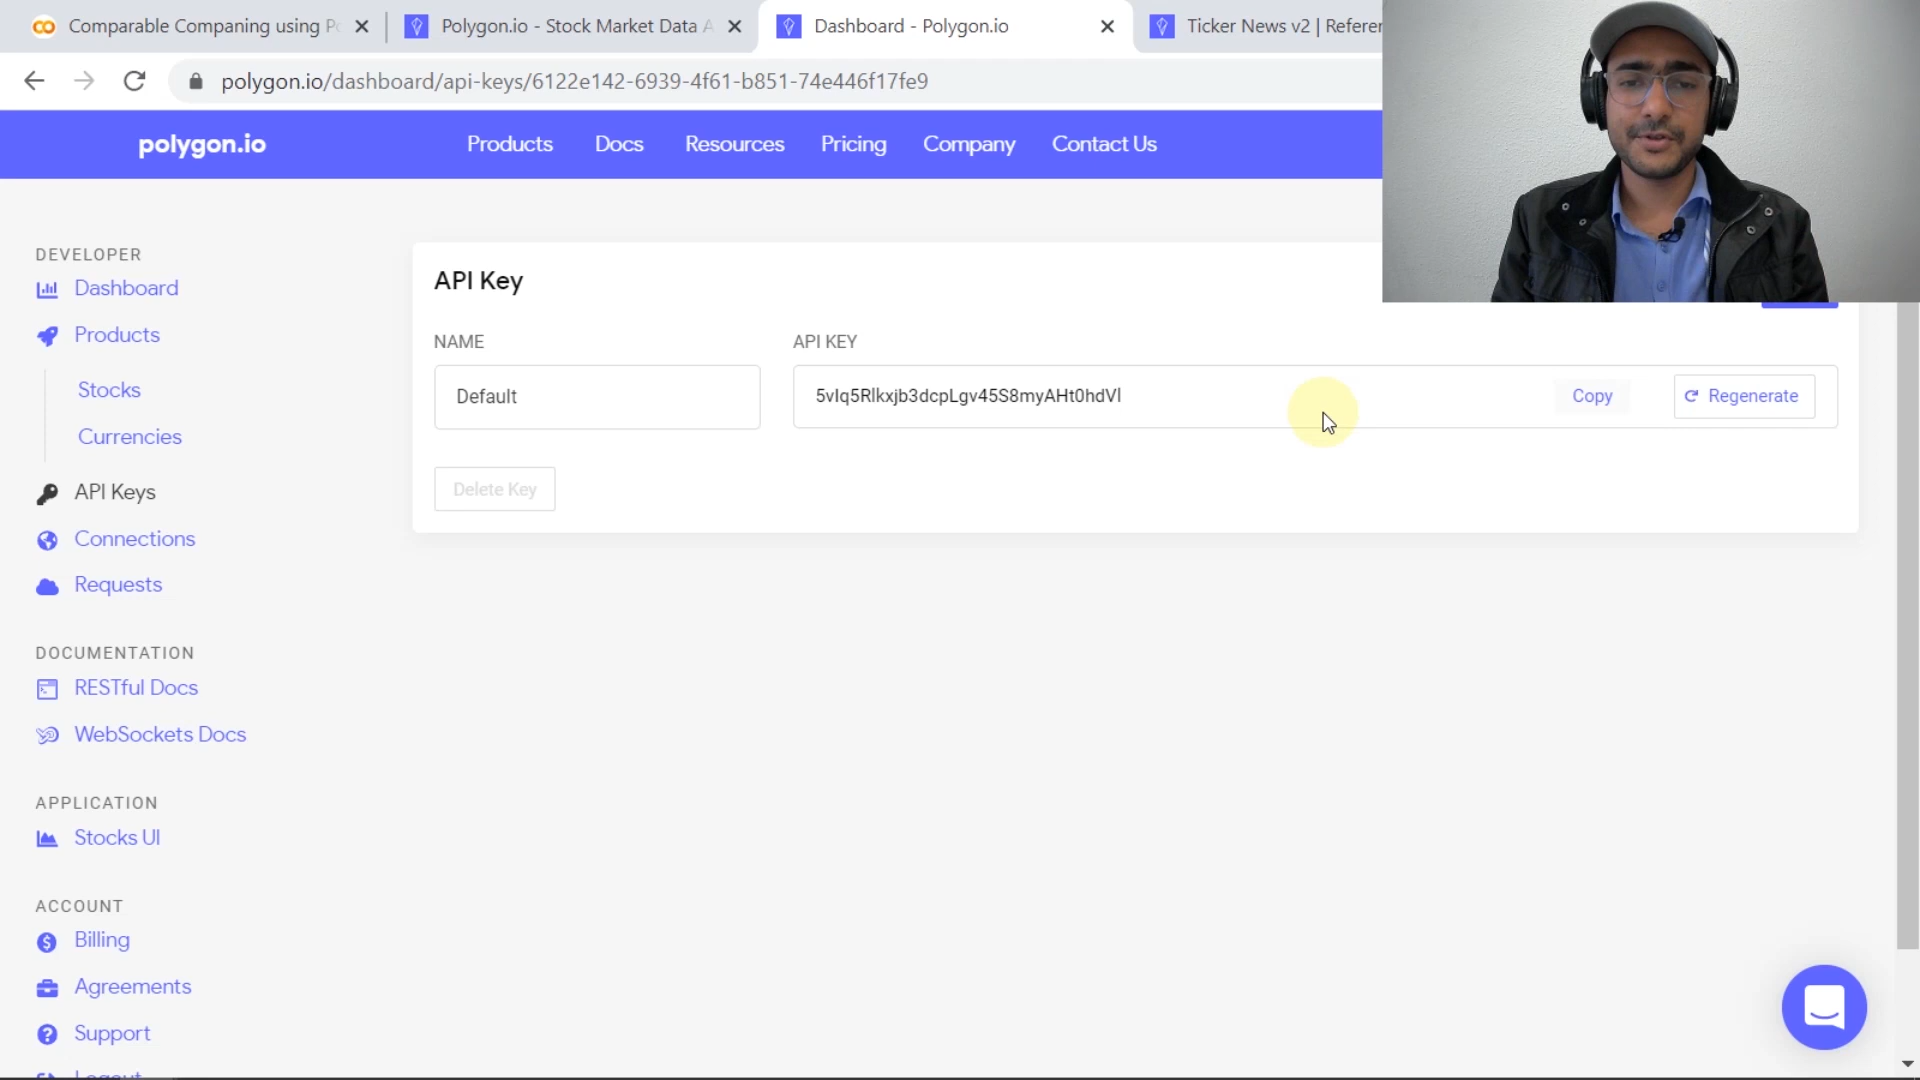 Comparable Companing using Po
Polygon.io - Stock Market Data A
Dashboard - Polygon.io
Ticker News v2 | Referen
polygon.io/dashboard/api-keys/6122e142-6939-4f61-b851-74e446f17fe9
polygon.io
Products
Docs
Resources
Pricing
Company
Contact Us
DEVELOPER
Dashboard
Products
Stocks
Currencies
API Keys
Connections
Requests
DOCUMENTATION
RESTful Docs
WebSockets Docs
APPLICATION
Stocks UI
ACCOUNT
Billing
Agreements
Support
Logout
API Key
NAME
API KEY
Default
5vIq5Rlkxjb3dcpLgv45S8myAHt0hdVl
Copy
Regenerate
Delete Key